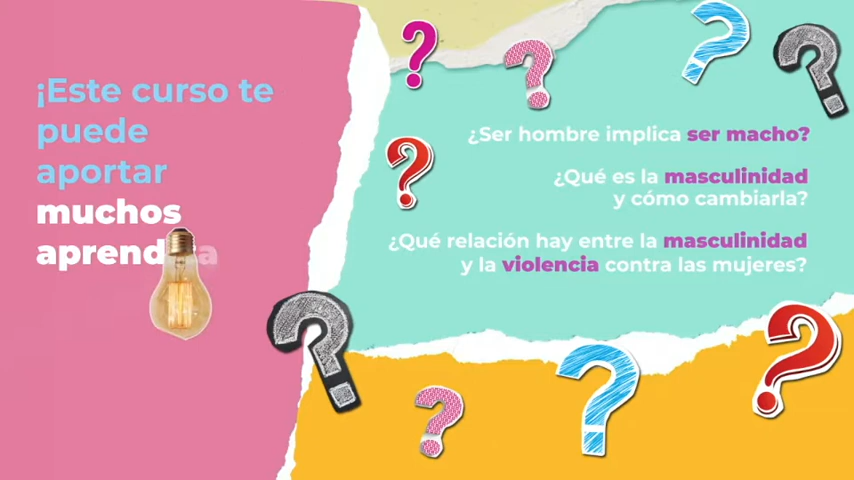 ¡Este curso te
puede
aportar
muchos
¿Ser hombre implica ser macho?
¿Qué es la masculinidad
y cómo cambiarla?
¿Qué relación hay entre la masculinidad
y la violencia contra las mujeres?